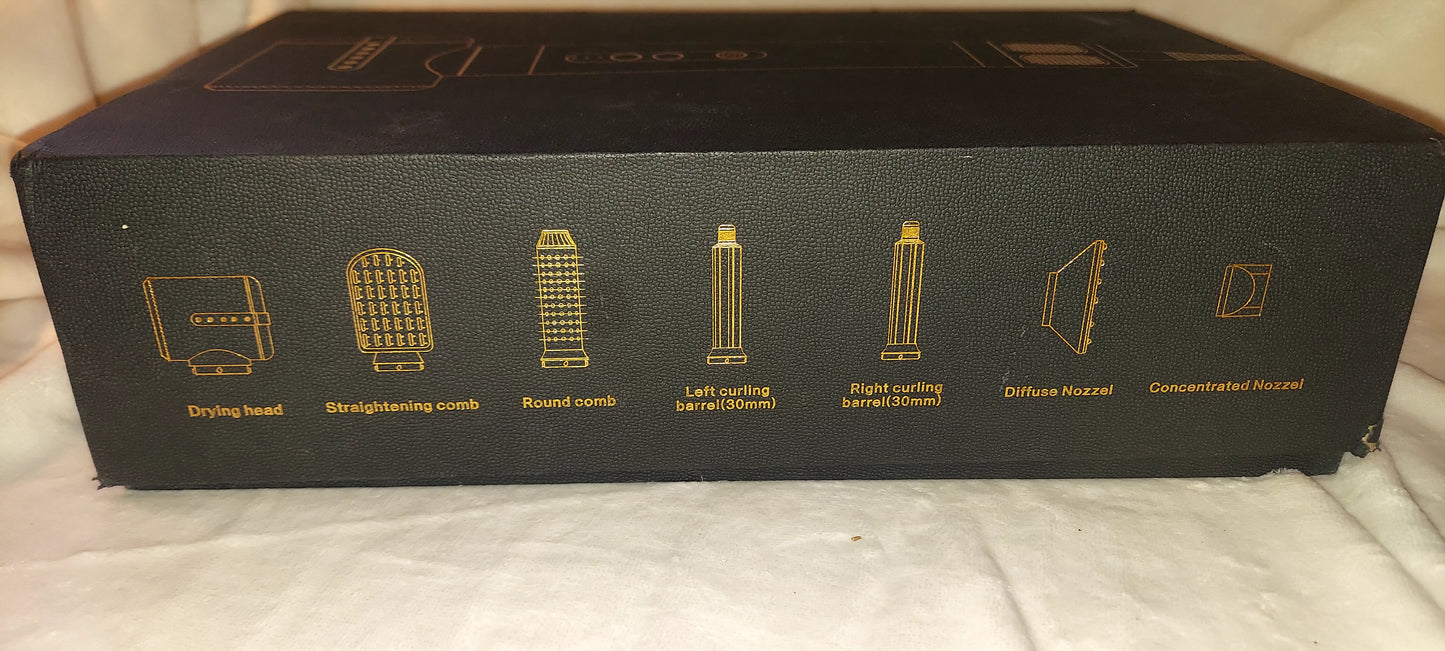 Drying head
Straightening comb
Round comb
Left curling
barrel(30mm)
Right curling
barrel(30mm)
Diffuse Nozzel
Concentrated Nozzel